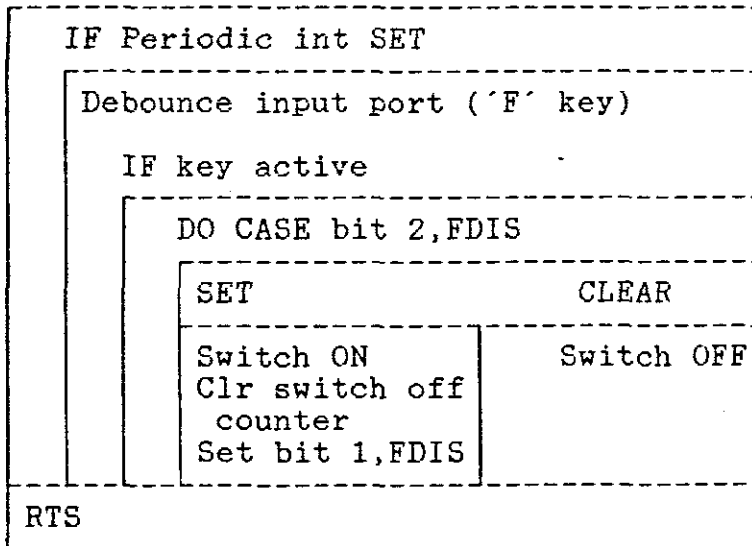 IF Periodic int SET
Debounce input port (´F´ key)
IF key active
DO CASE bit 2,FDIS
SET CLEAR
Switch ON Switch OFF
Clr switch off
counter
Set bit 1,FDIS
RTS